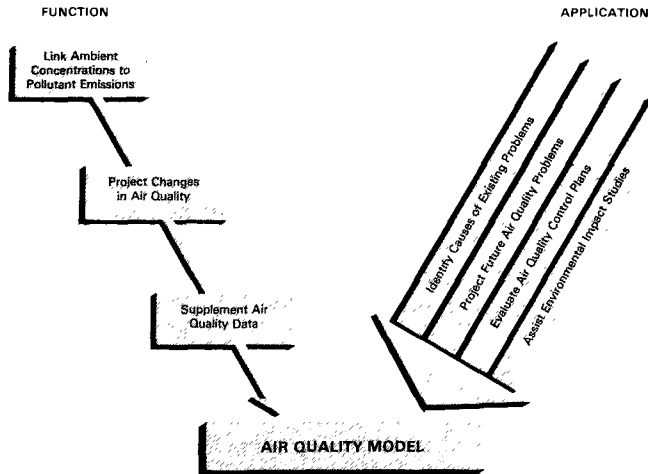 FUNCTION
APPLICATION
Link Ambient
Concentrations to
Pollutant Emissions
Project Changes
in Air Quality
Supplement Air
Quality Data
Identify Causes of Existing Problems
Project Future Air Quality Problems
Evaluate Air Quality Control Plans
Assist Environmental Impact Studies
AIR QUALITY MODEL